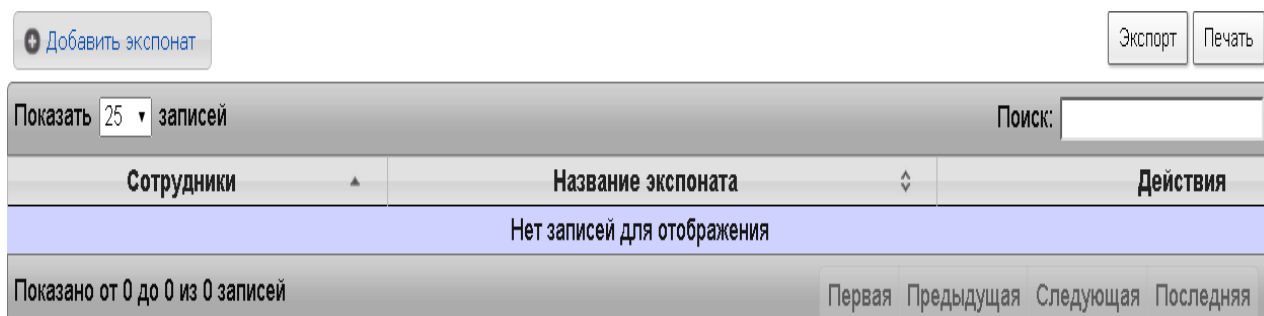 Добавить экспонат Экспорт Печать
Показать 25 записей Поиск:
Сотрудники Название экспоната Действия
Нет записей для отображения
Показано от 0 до 0 из 0 записей Первая Предыдущая Следующая Последняя